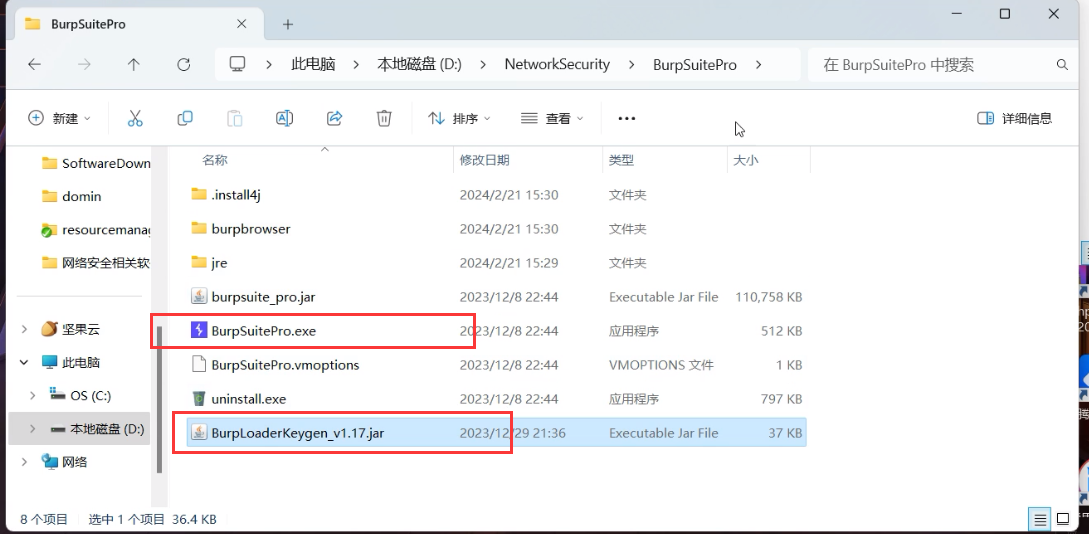 BurpSuitePro
此电脑 本地磁盘 (D:) NetworkSecurity BurpSuitePro 在 BurpSuitePro 中搜索
新建 排序 查看 详细信息
名称 修改日期 类型 大小
SoftwareDown
domin
resourcemana
网络安全相关软
坚果云
此电脑
OS (C:)
本地磁盘 (D:)
网络
.install4j 2024/2/21 15:30 文件夹
burpbrowser 2024/2/21 15:30 文件夹
jre 2024/2/21 15:29 文件夹
burpsuite_pro.jar 2023/12/8 22:44 Executable Jar File 110,758 KB
BurpSuitePro.exe 2023/12/8 22:44 应用程序 512 KB
BurpSuitePro.vmoptions 2023/12/8 22:44 VMOPTIONS 文件 1 KB
uninstall.exe 2023/12/8 22:44 应用程序 797 KB
BurpLoaderKeygen_v1.17.jar 2023/12/29 21:36 Executable Jar File 37 KB
8 个项目 选中 1 个项目 36.4 KB